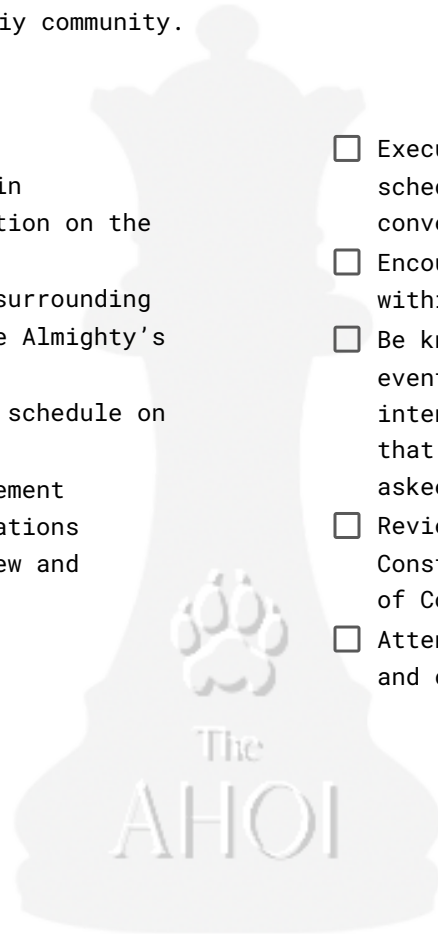 iy community.
in
tion on the
surrounding
e Almighty’s
schedule on
ement
ations
ew and
Execu
sched
conve
Encou
withi
Be kn
event
inter
that
asked
Revie
Const
of Co
Atten
and
The
AHOI